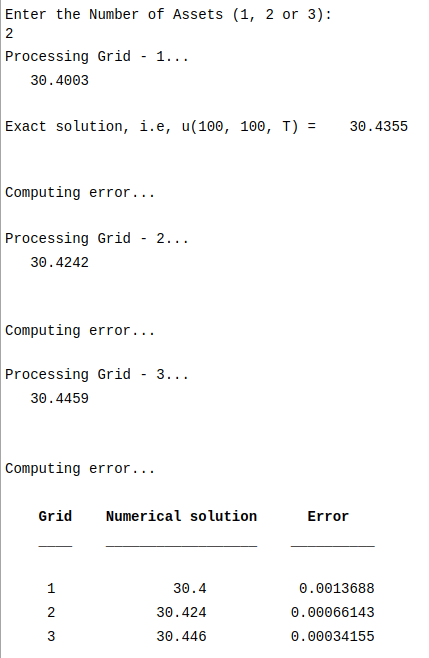 Enter the Number of Assets (1, 2 or 3):
2
Processing Grid - 1...
30.4003
Exact solution, i.e, u(100, 100, T) = 30.4355
Computing error...
Processing Grid - 2...
30.4242
Computing error...
Processing Grid - 3...
30.4459
Computing error...
Grid Numerical solution Error
1 30.4 0.0013688
2 30.424 0.00066143
3 30.446 0.00034155